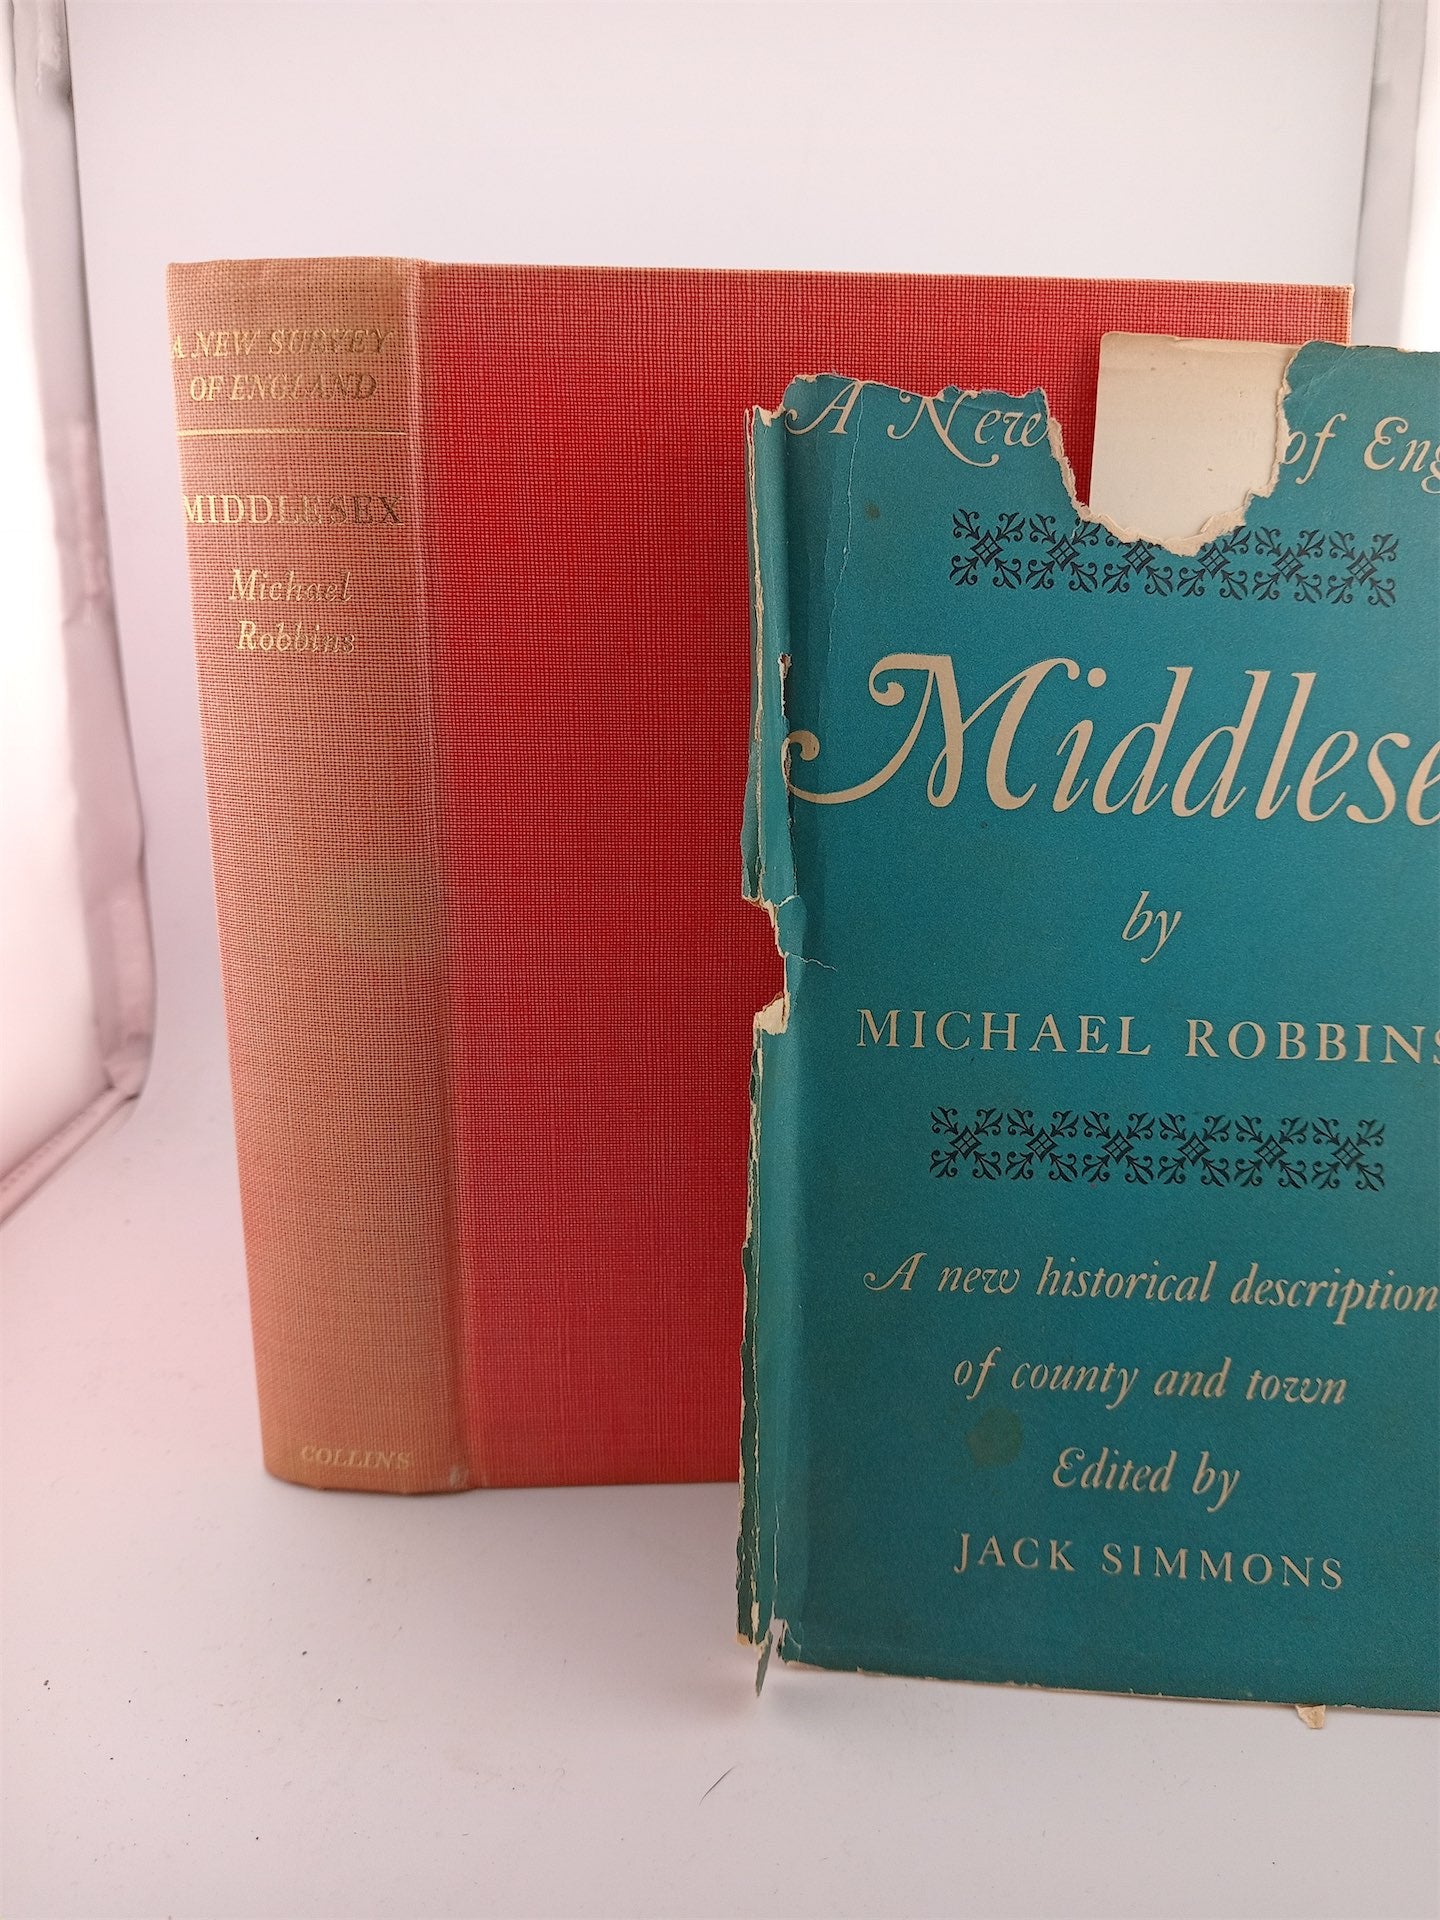 A NEW SURVEY
OF ENGLAND
MIDDLESEX
Michael
Robbins
COLLINS
A New of Eng
Middlese
by
MICHAEL ROBBINS
A new historical description
of county and town
Edited by
JACK SIMMONS